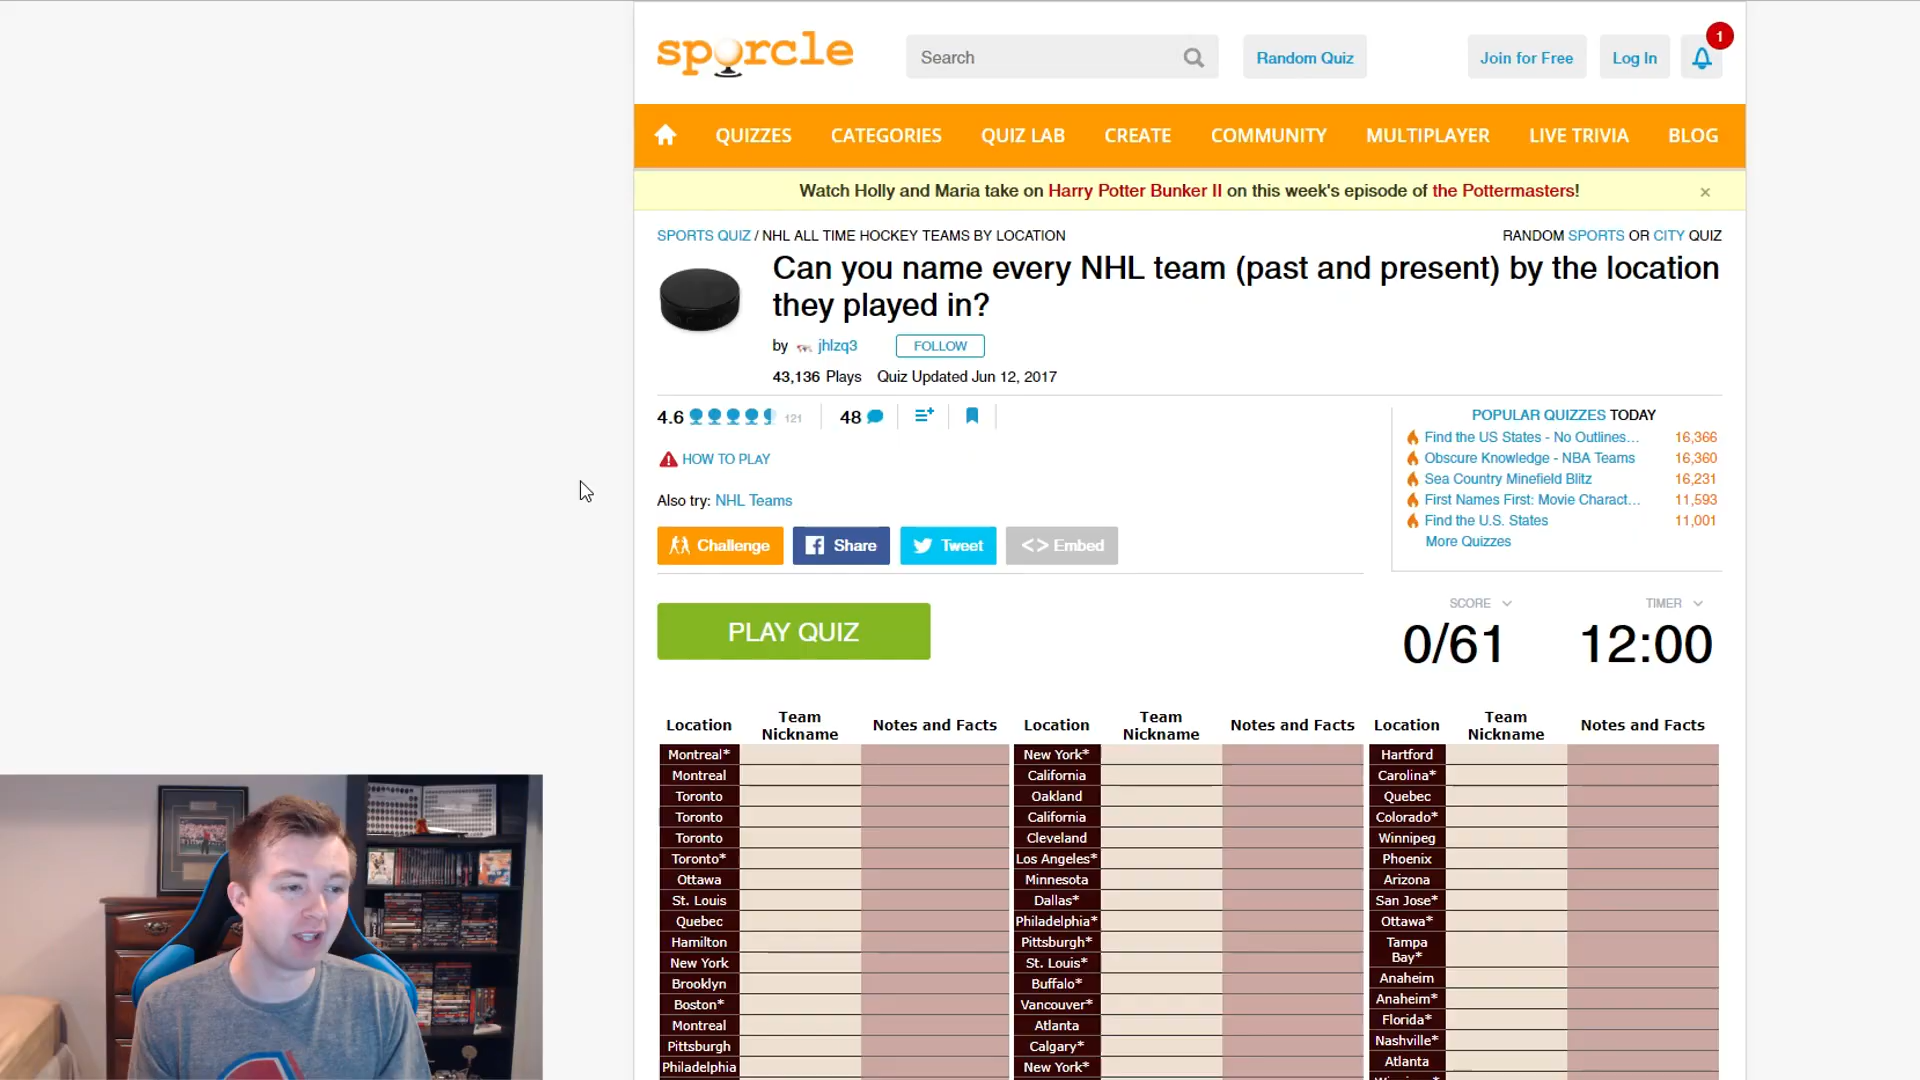 sporcle
Search
Random Quiz
Join for Free
Log In
1
QUIZZES
CATEGORIES
QUIZ LAB
CREATE
COMMUNITY
MULTIPLAYER
LIVE TRIVIA
BLOG
Watch Holly and Maria take on Harry Potter Bunker II on this week's episode of the Pottermasters!
×
SPORTS QUIZ / NHL ALL TIME HOCKEY TEAMS BY LOCATION
RANDOM SPORTS OR CITY QUIZ
Can you name every NHL team (past and present) by the location
they played in?
by jhlzq3
FOLLOW
43,136 Plays Quiz Updated Jun 12, 2017
4.6 121
48
HOW TO PLAY
Also try: NHL Teams
Challenge
Share
Tweet
<> Embed
POPULAR QUIZZES TODAY
Find the US States - No Outlines... 16,366
Obscure Knowledge - NBA Teams 16,360
Sea Country Minefield Blitz 16,231
First Names First: Movie Charact... 11,593
Find the U.S. States 11,001
More Quizzes
PLAY QUIZ
SCORE
0/61
TIMER
12:00
Location Team Nickname Notes and Facts
Montreal*
Montreal
Toronto
Toronto
Toronto
Toronto*
Ottawa
St. Louis
Quebec
Hamilton
New York
Brooklyn
Boston*
Montreal
Pittsburgh
Philadelphia
Location Team Nickname Notes and Facts
New York*
California
Oakland
California
Cleveland
Los Angeles*
Minnesota
Dallas*
Philadelphia*
Pittsburgh*
St. Louis*
Buffalo*
Vancouver*
Atlanta
Calgary*
New York*
Location Team Nickname Notes and Facts
Hartford
Carolina*
Quebec
Colorado*
Winnipeg
Phoenix
Arizona
San Jose*
Ottawa*
Tampa
Bay*
Anaheim
Anaheim*
Florida*
Nashville*
Atlanta